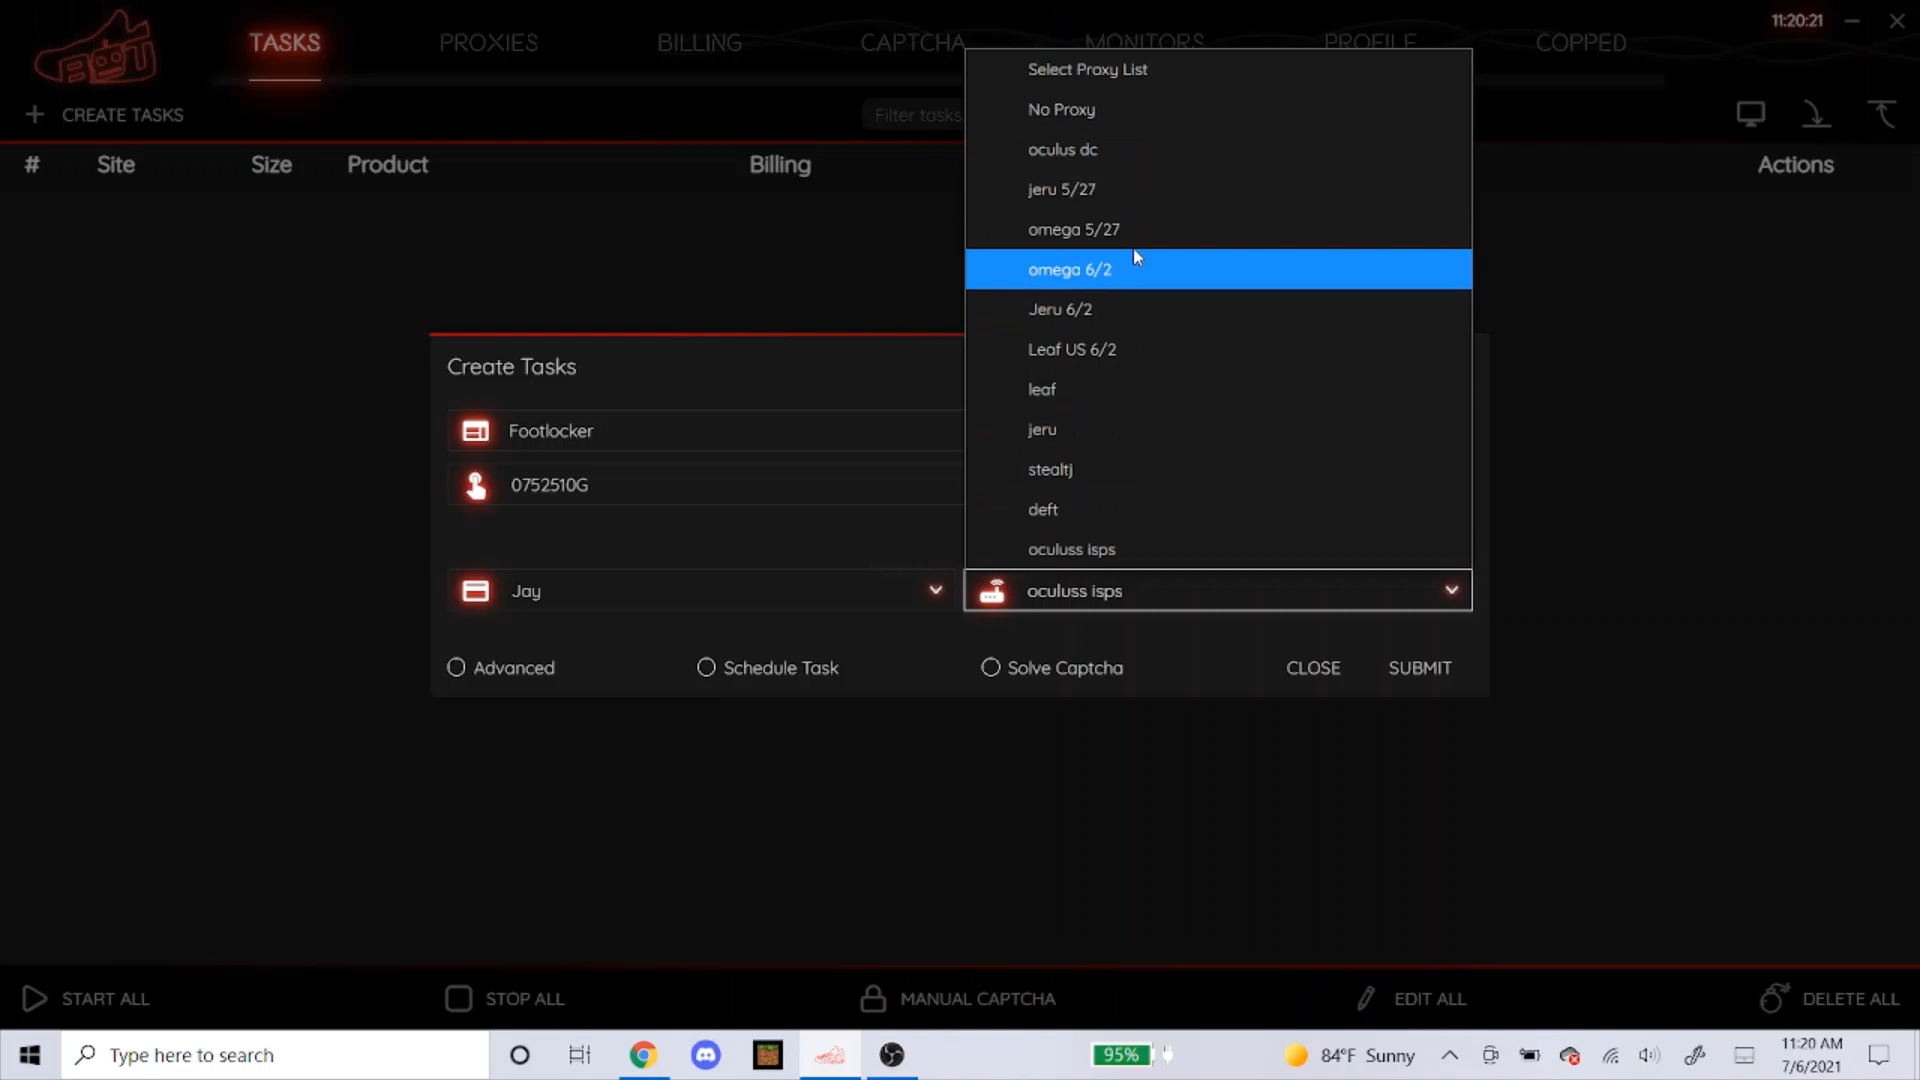 11:20:21
TASKS
PROXIES
BILLING
CAPTCHA
MONITORS
PROFILE
COPPED
CREATE TASKS
Filter tasks
# Site Size Product Billing Actions
Select Proxy List
No Proxy
oculus dc
jeru 5/27
omega 5/27
omega 6/2
Jeru 6/2
Leaf US 6/2
leaf
jeru
stealtj
deft
oculuss isps
Create Tasks
Footlocker
0752510G
Jay
oculuss isps
Advanced
Schedule Task
Solve Captcha
CLOSE
SUBMIT
START ALL
STOP ALL
MANUAL CAPTCHA
EDIT ALL
DELETE ALL
Type here to search
95%
84°F Sunny
11:20 AM
7/6/2021